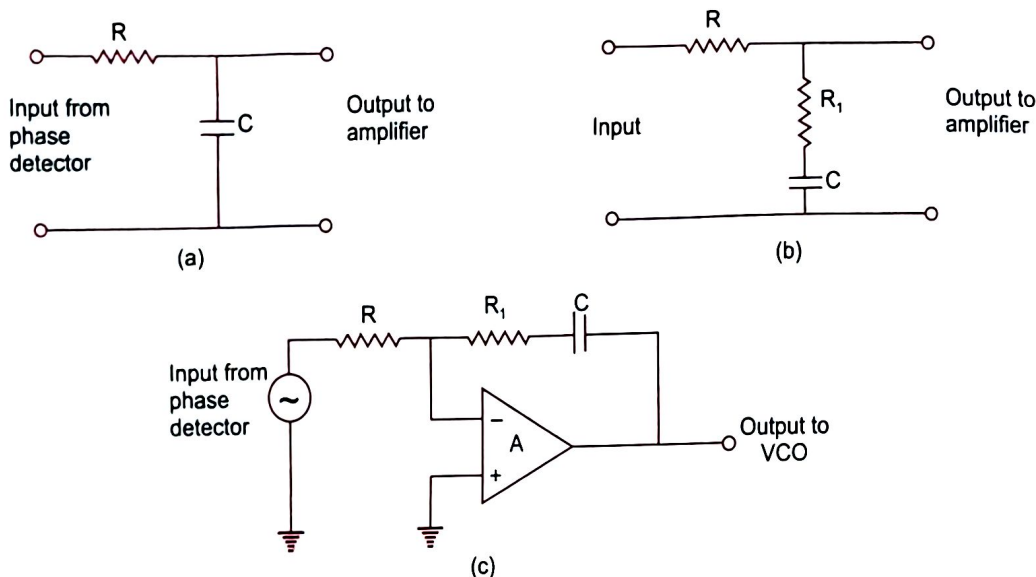 R
Input from
phase
detector
C
Output to
amplifier
(a)
R
Input
R₁
C
Output to
amplifier
(b)
R
R₁
C
Input from
phase
detector
~
−
A
+
Output to
VCO
(c)